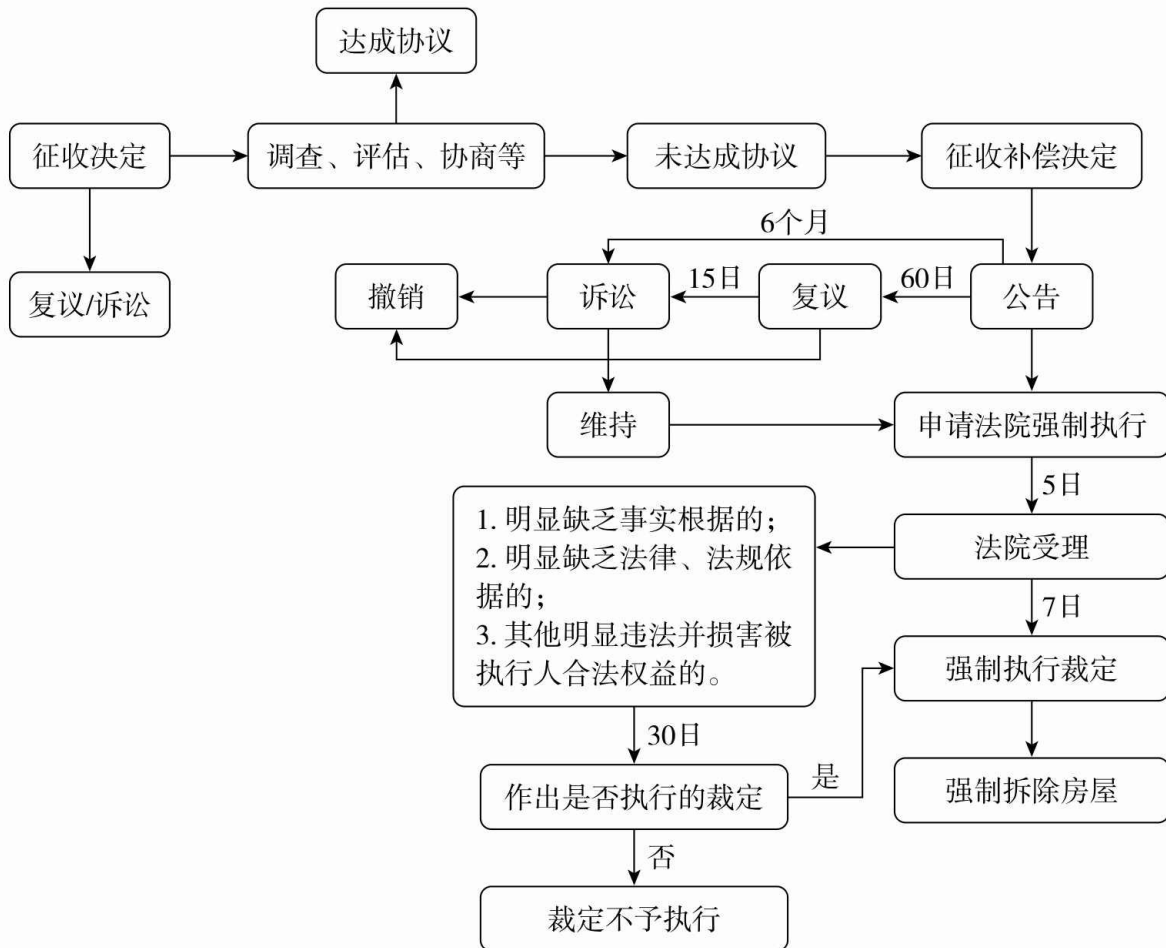 达成协议
征收决定
调查、评估、协商等
未达成协议
征收补偿决定
6个月
复议/诉讼
撤销
诉讼
15日
复议
60日
公告
维持
申请法院强制执行
5日
1. 明显缺乏事实根据的;
2. 明显缺乏法律、法规依
据的;
3. 其他明显违法并损害被
执行人合法权益的。
法院受理
7日
强制执行裁定
30日
作出是否执行的裁定
是
强制拆除房屋
否
裁定不予执行